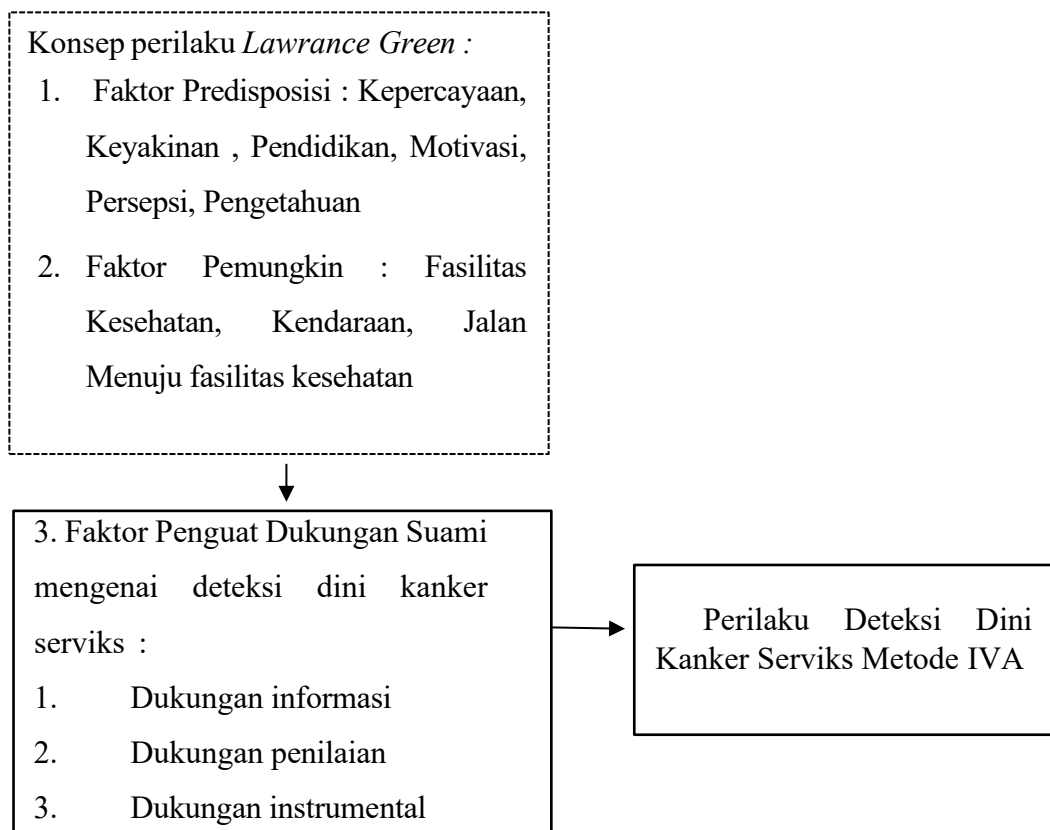 Konsep perilaku Lawrance Green :
1. Faktor Predisposisi : Kepercayaan,
Keyakinan , Pendidikan, Motivasi,
Persepsi, Pengetahuan
2. Faktor Pemungkin : Fasilitas
Kesehatan, Kendaraan, Jalan
Menuju fasilitas kesehatan
3. Faktor Penguat Dukungan Suami
mengenai deteksi dini kanker
serviks :
1. Dukungan informasi
2. Dukungan penilaian
3. Dukungan instrumental
Perilaku Deteksi Dini
Kanker Serviks Metode IVA